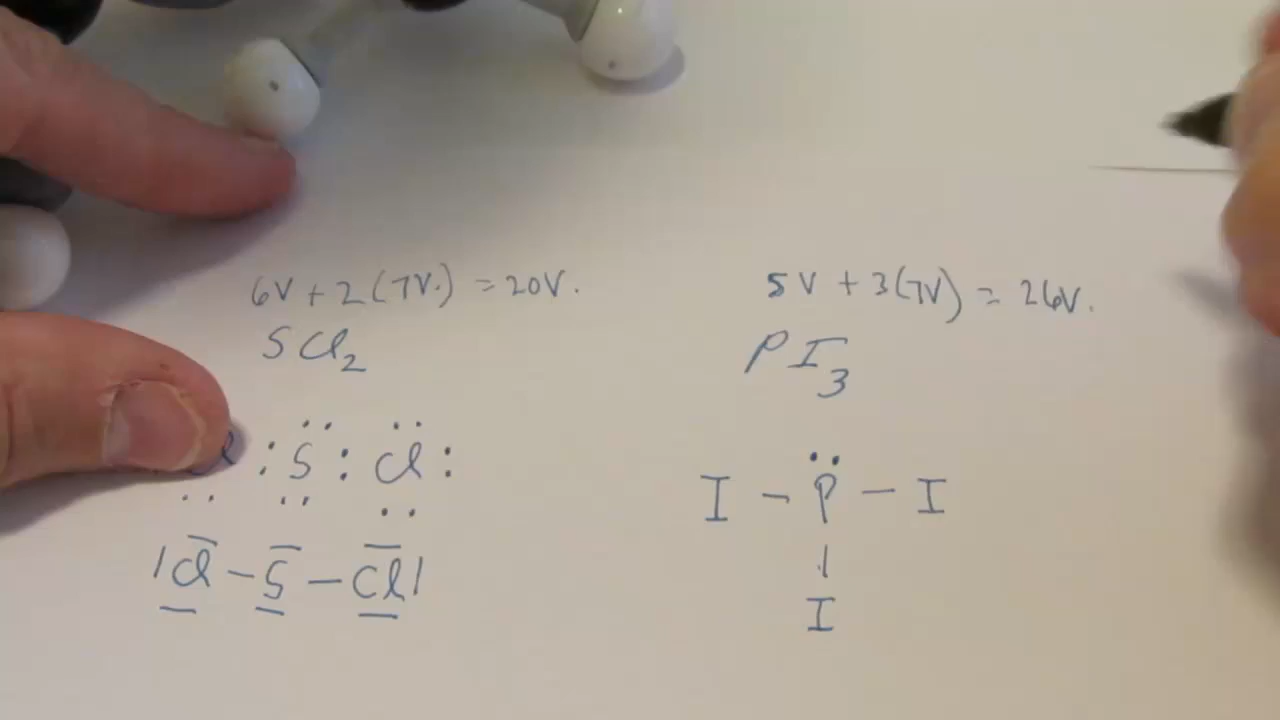 6V + 2(7V.) = 20V.
SCl2
: S : Cl :
|Cl - S - Cl|
5V + 3(7V) = 26V.
PI3
I - P - I
|
I